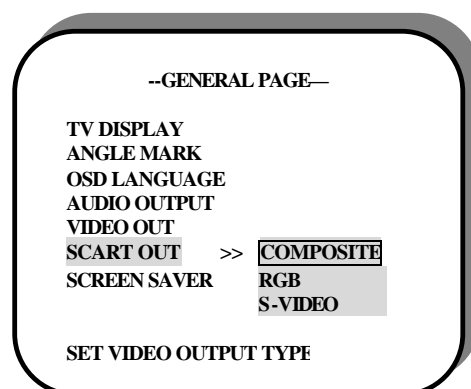 --GENERAL PAGE—
TV DISPLAY
ANGLE MARK
OSD LANGUAGE
AUDIO OUTPUT
VIDEO OUT
SCART OUT >> COMPOSITE
SCREEN SAVER RGB
S-VIDEO
SET VIDEO OUTPUT TYPE